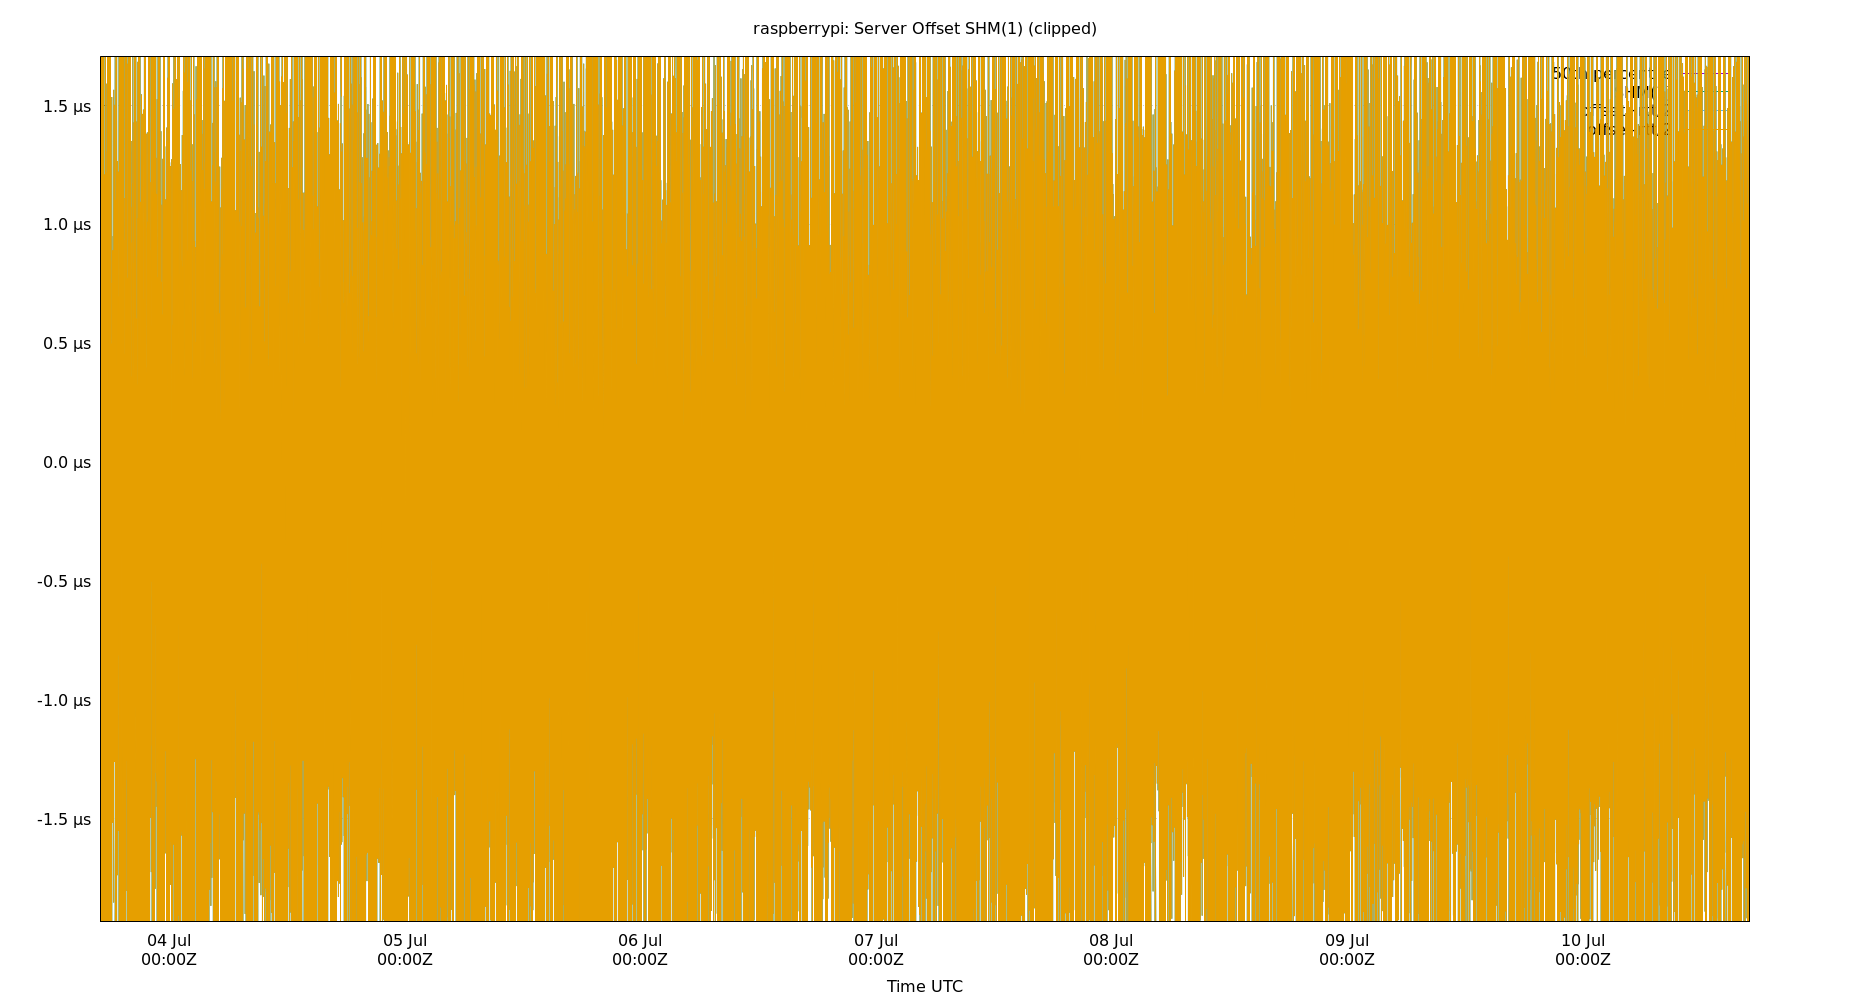 raspberrypi: Server Offset SHM(1) (clipped)
1.5 µs
1.0 µs
0.5 µs
0.0 µs
-0.5 µs
-1.0 µs
-1.5 µs
04 Jul 05 Jul 06 Jul 07 Jul 08 Jul 09 Jul 10 Jul
00:00Z 00:00Z 00:00Z 00:00Z 00:00Z 00:00Z 00:00Z
Time UTC